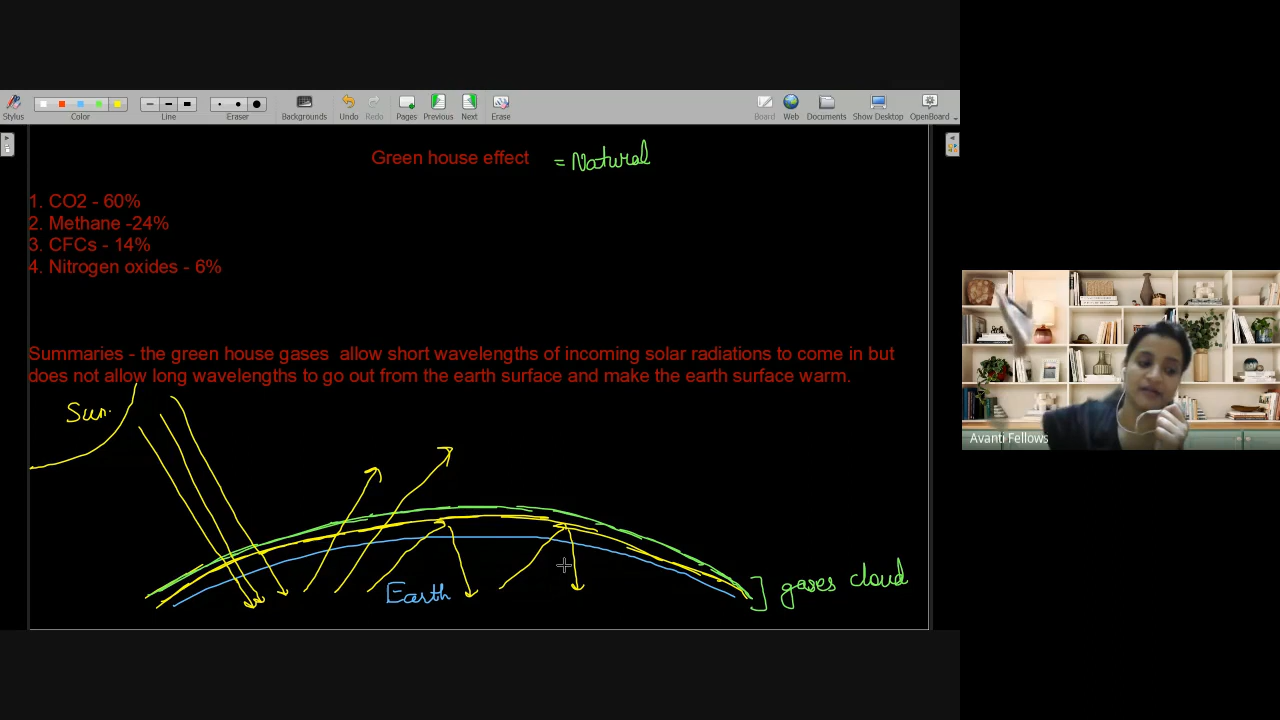 Stylus
Color
Line
Eraser
Backgrounds
Undo
Redo
Pages
Previous
Next
Erase
Board
Web
Documents
Show Desktop
OpenBoard
Green house effect = Natural
1. CO2 - 60%
2. Methane -24%
3. CFCs - 14%
4. Nitrogen oxides - 6%
Summaries - the green house gases allow short wavelengths of incoming solar radiations to come in but
does not allow long wavelengths to go out from the earth surface and make the earth surface warm.
Sun.
Earth
gases cloud
Avanti Fellows